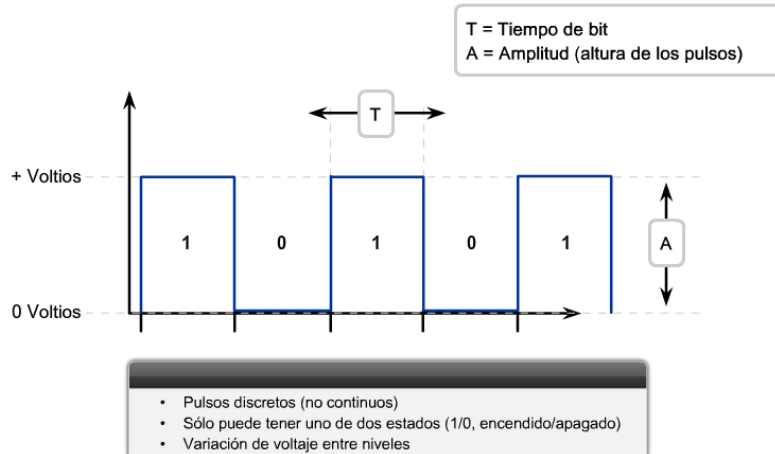 T = Tiempo de bit
A = Amplitud (altura de los pulsos)
T
+ Voltios
1 0 1 0 1
A
0 Voltios
• Pulsos discretos (no continuos)
• Sólo puede tener uno de dos estados (1/0, encendido/apagado)
• Variación de voltaje entre niveles